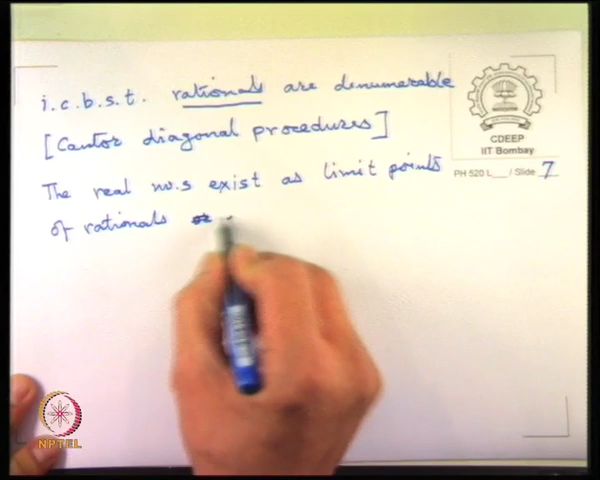 i.c.b.s.t. rationals are denumerable
[Cantor diagonal procedures]
The real no.s exist as limit points
of rationals
CDEEP
IIT Bombay
PH 520 L__/ Slide 7
NPTEL